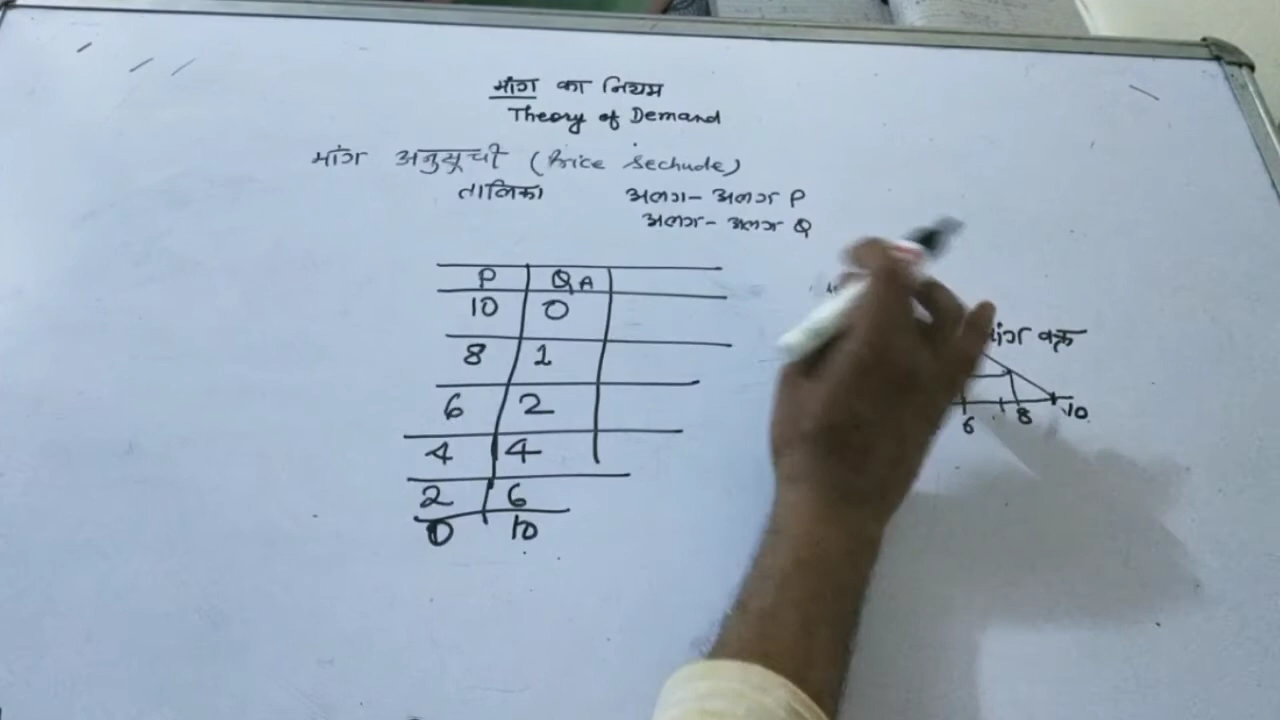 मांग का नियम
Theory of Demand
मांग अनुसूची (Price Sechude)
तालिका अलग-अलग P
अलग-अलग Q
P QA
10 0
8 1
6 2
4 4
2 6
0 10
मांग वक्र
6 8 10